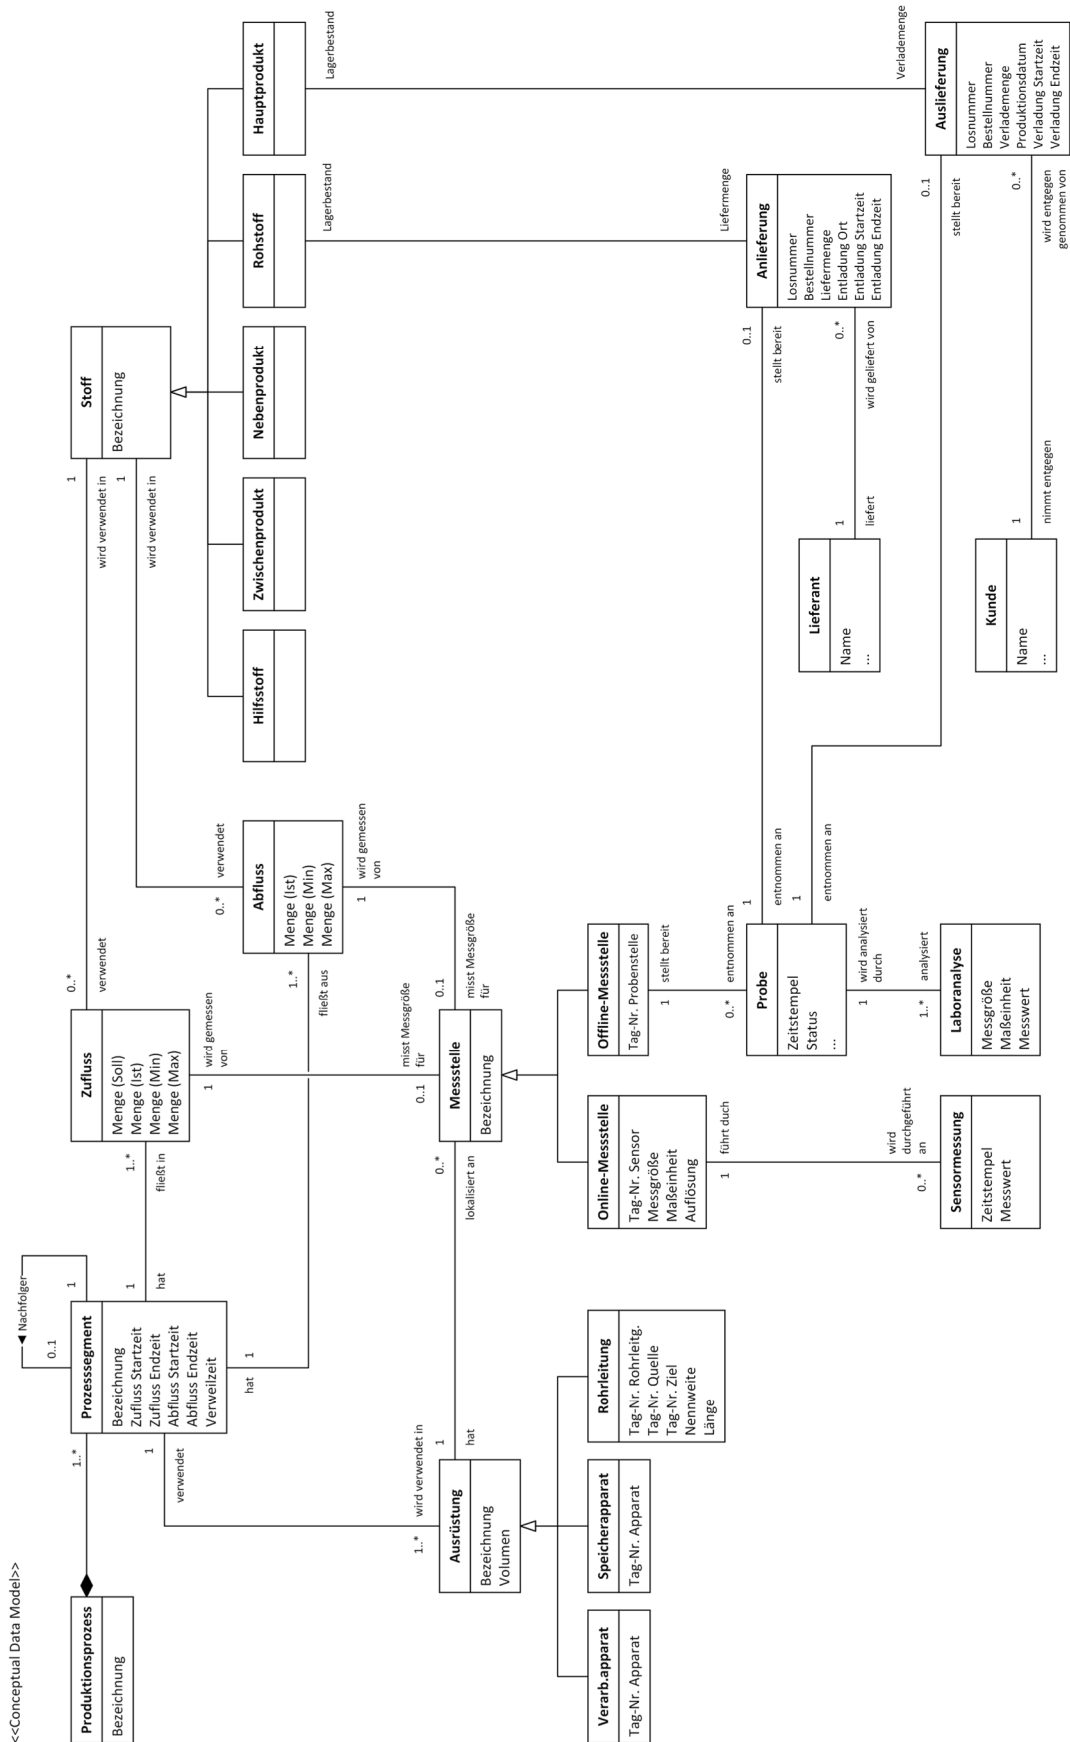 <<Conceptual Data Model>>
Produktionsprozess
Bezeichnung
1..*
Prozesssegment
Bezeichnung
Zufluss Startzeit
Zufluss Endzeit
Abfluss Startzeit
Abfluss Endzeit
Verweilzeit
0..1
◄ Nachfolger
1
1
hat
1..*
fließt in
Zufluss
Menge (Soll)
Menge (Ist)
Menge (Min)
Menge (Max)
0..*
verwendet
1
wird verwendet in
Stoff
Bezeichnung
1
wird verwendet in
0..*
verwendet
Abfluss
Menge (Ist)
Menge (Min)
Menge (Max)
1..*
fließt aus
hat
1
1
verwendet
1
wird gemessen
von
1
wird gemessen
von
Hilfsstoff
Zwischenprodukt
Nebenprodukt
Rohstoff
Hauptprodukt
Lagerbestand
Lagerbestand
1..*
wird verwendet in
Ausrüstung
Bezeichnung
Volumen
1
hat
0..*
lokalisiert an
Messstelle
Bezeichnung
0..1
misst Messgröße
für
0..1
misst Messgröße
für
Verarb.apparat
Tag-Nr. Apparat
Speicherapparat
Tag-Nr. Apparat
Rohrleitung
Tag-Nr. Rohrleitg.
Tag-Nr. Quelle
Tag-Nr. Ziel
Nennweite
Länge
Online-Messstelle
Tag-Nr. Sensor
Messgröße
Maßeinheit
Auflösung
Offline-Messstelle
Tag-Nr. Probenstelle
1
führt duch
wird
durchgeführt
an
0..*
Sensormessung
Zeitstempel
Messwert
1
stellt bereit
0..*
entnommen an
Probe
Zeitstempel
Status
...
1
entnommen an
1
entnommen an
1
wird analysiert
durch
1..*
analysiert
Laboranalyse
Messgröße
Maßeinheit
Messwert
Liefermenge
0..1
stellt bereit
Anlieferung
Losnummer
Bestellnummer
Liefermenge
Entladung Ort
Entladung Startzeit
Entladung Endzeit
0..*
wird geliefert von
1
liefert
Lieferant
Name
...
Verlademenge
0..1
stellt bereit
Auslieferung
Losnummer
Bestellnummer
Verlademenge
Produktionsdatum
Verladung Startzeit
Verladung Endzeit
0..*
wird entgegen
genommen von
1
nimmt entgegen
Kunde
Name
...